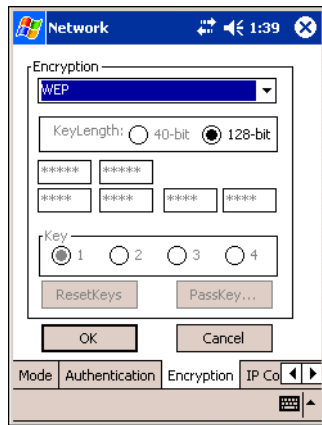 Network 1:39
Encryption
WEP
KeyLength: 40-bit 128-bit
***** *****
**** **** **** ****
Key
1 2 3 4
ResetKeys PassKey...
OK Cancel
Mode Authentication Encryption IP Co